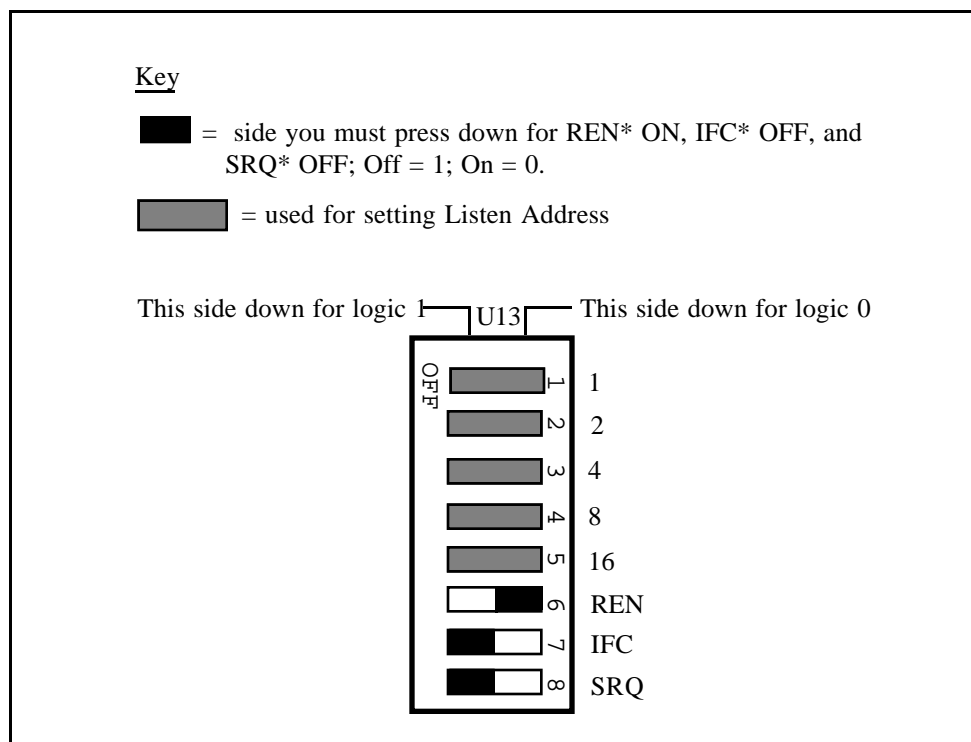 Key
= side you must press down for REN* ON, IFC* OFF, and
SRQ* OFF; Off = 1; On = 0.
= used for setting Listen Address
This side down for logic 1 U13 This side down for logic 0
OFF
1 1
2 2
3 4
4 8
5 16
6 REN
7 IFC
8 SRQ